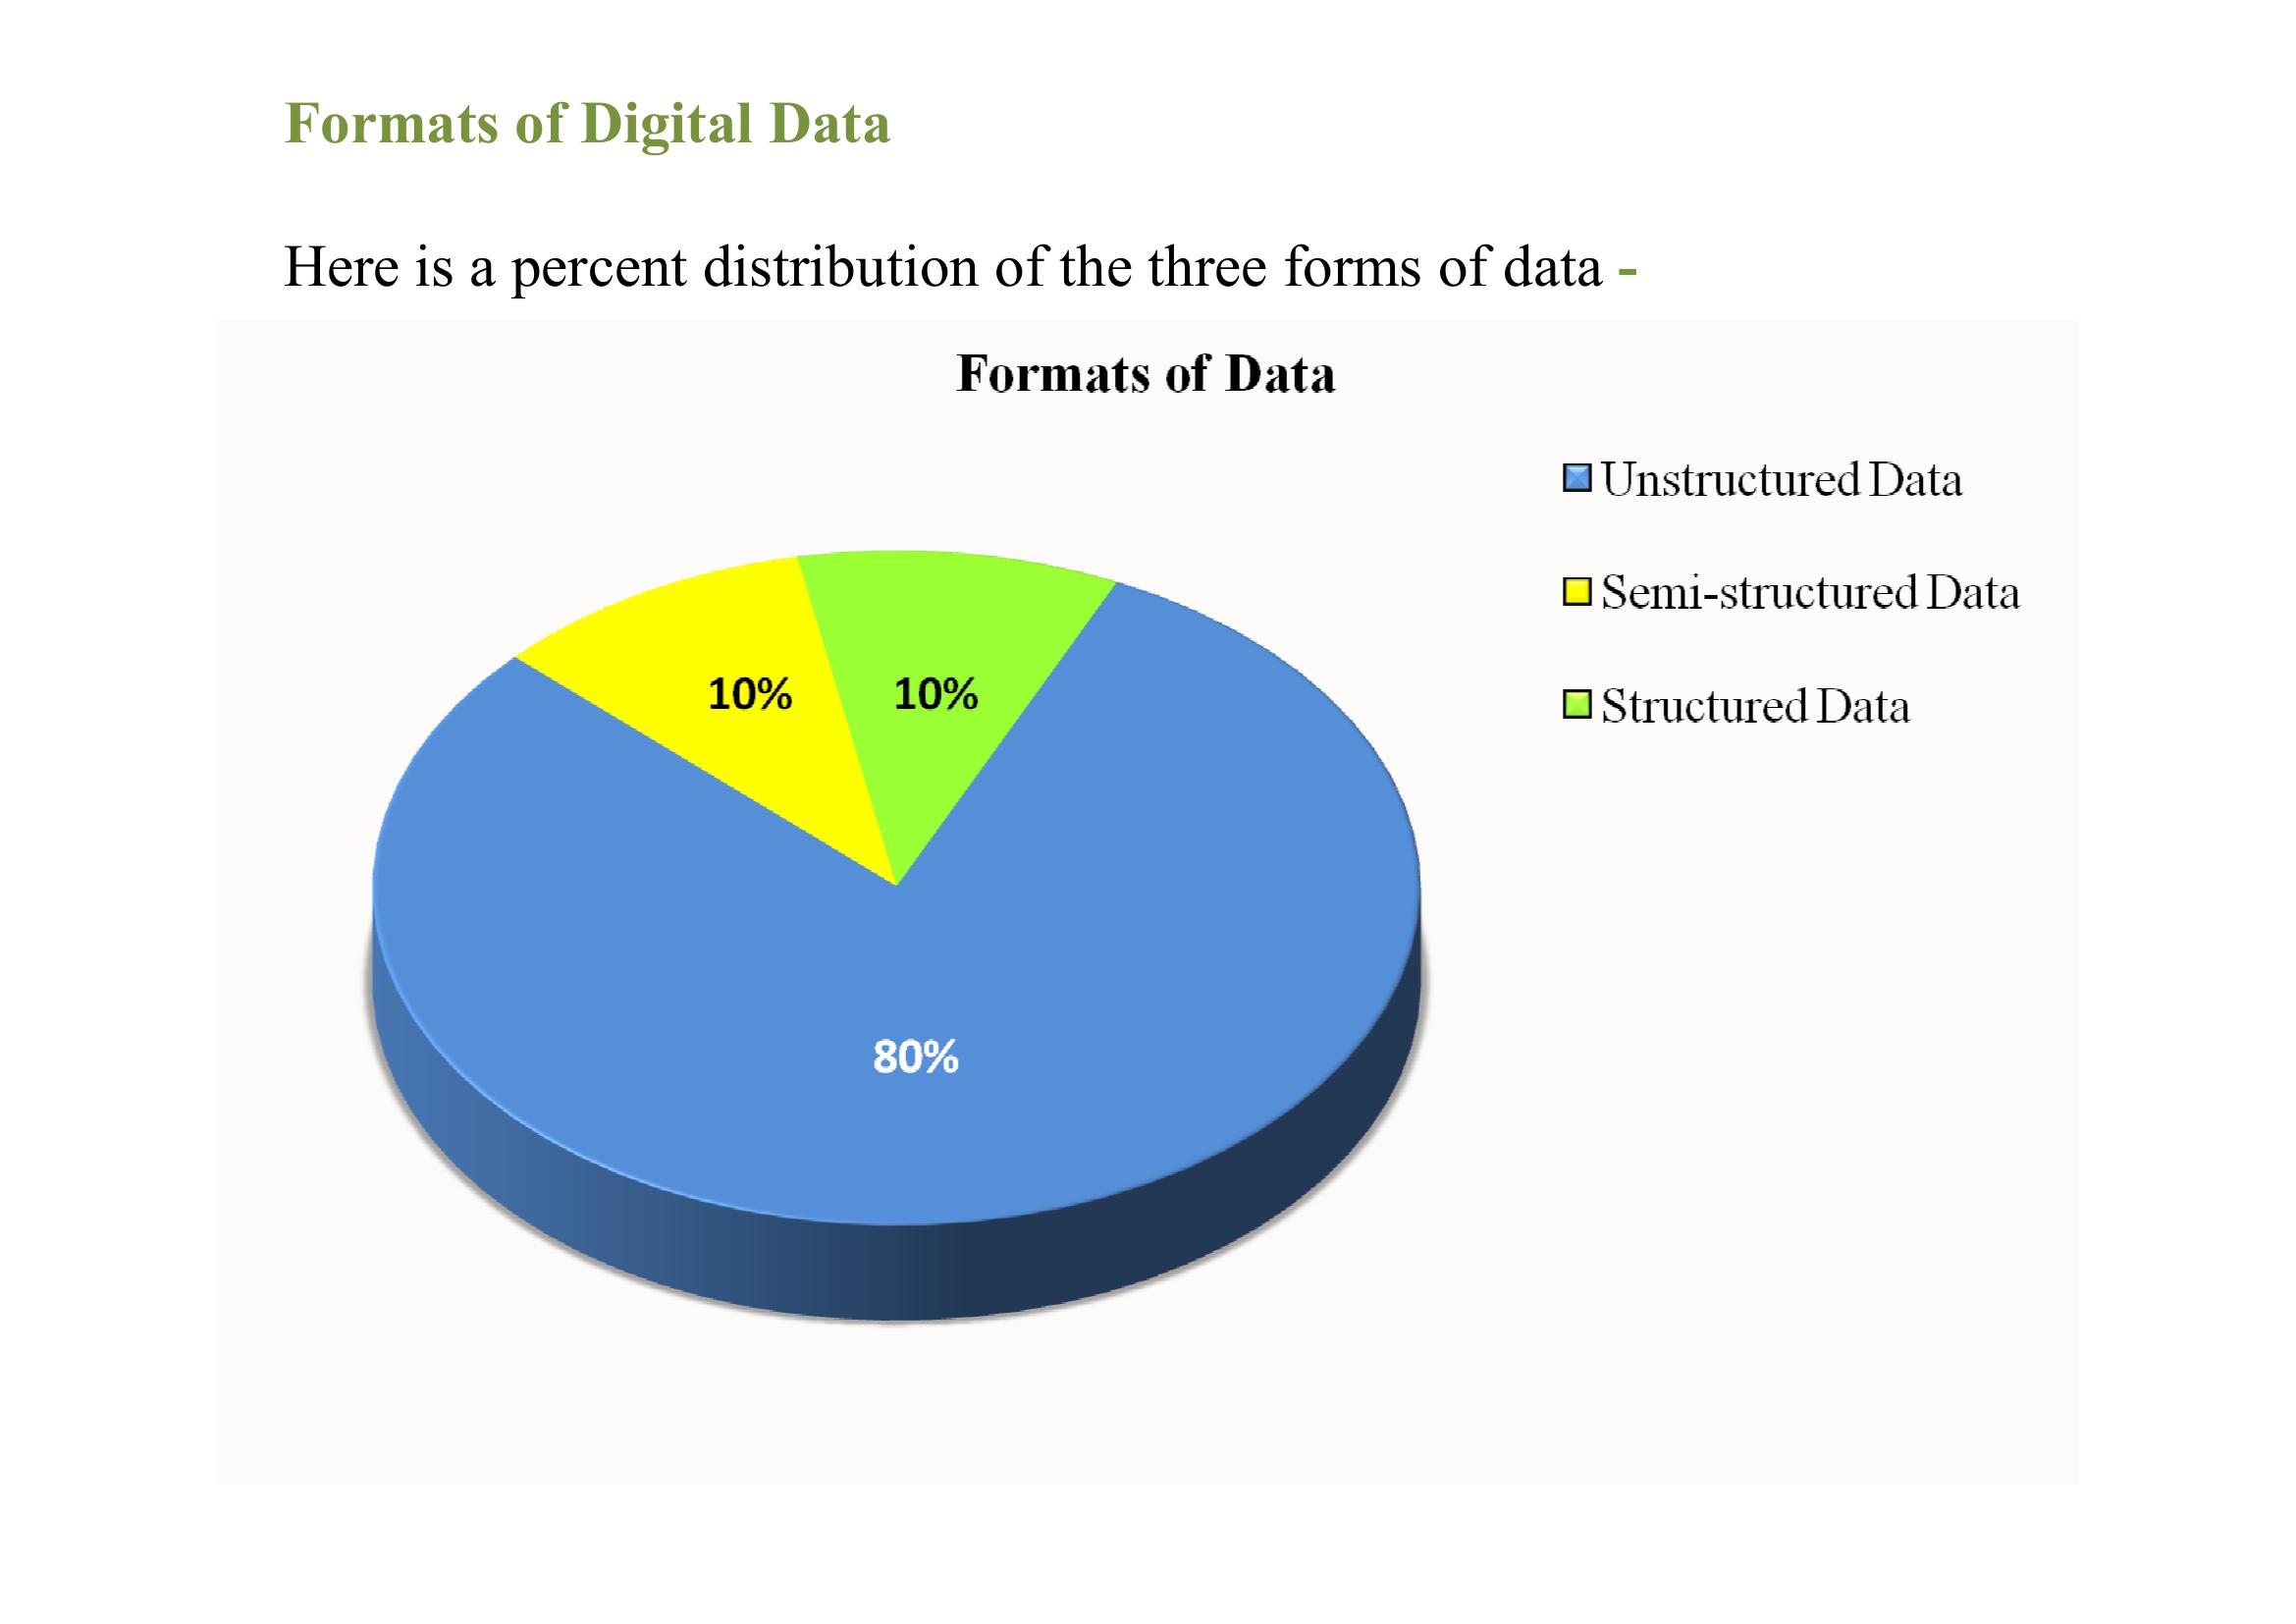 Formats of Digital Data
Here is a percent distribution of the three forms of data -
Formats of Data
Unstructured Data
Semi-structured Data
Structured Data
10%
10%
80%